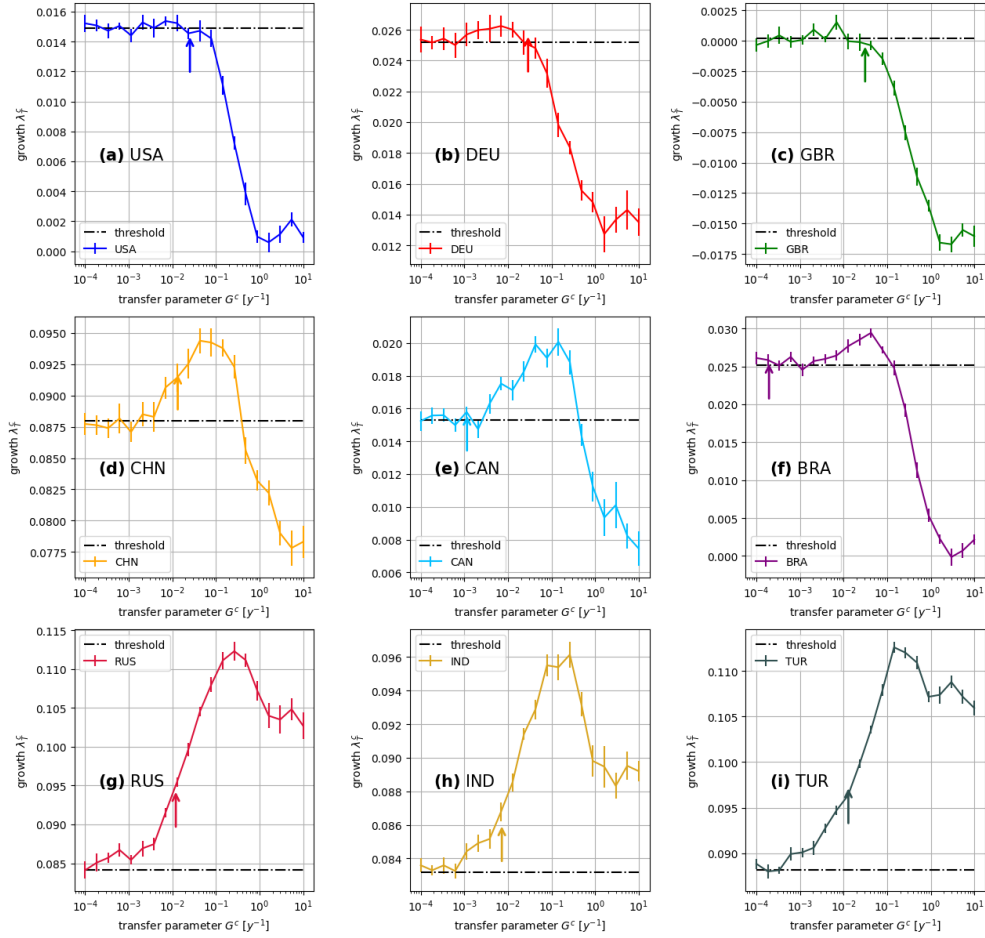 0.016
0.014
0.012
0.010
0.008
0.006
0.004
0.002
0.000
growth λ_T^c
(a) USA
threshold
USA
10⁻⁴ 10⁻³ 10⁻² 10⁻¹ 10⁰ 10¹
transfer parameter G^c [y⁻¹]
0.026
0.024
0.022
0.020
0.018
0.016
0.014
0.012
growth λ_T^c
(b) DEU
threshold
DEU
10⁻⁴ 10⁻³ 10⁻² 10⁻¹ 10⁰ 10¹
transfer parameter G^c [y⁻¹]
0.0025
0.0000
−0.0025
−0.0050
−0.0075
−0.0100
−0.0125
−0.0150
−0.0175
growth λ_T^c
(c) GBR
threshold
GBR
10⁻⁴ 10⁻³ 10⁻² 10⁻¹ 10⁰ 10¹
transfer parameter G^c [y⁻¹]
0.0950
0.0925
0.0900
0.0875
0.0850
0.0825
0.0800
0.0775
growth λ_T^c
(d) CHN
threshold
CHN
10⁻⁴ 10⁻³ 10⁻² 10⁻¹ 10⁰ 10¹
transfer parameter G^c [y⁻¹]
0.020
0.018
0.016
0.014
0.012
0.010
0.008
0.006
growth λ_T^c
(e) CAN
threshold
CAN
10⁻⁴ 10⁻³ 10⁻² 10⁻¹ 10⁰ 10¹
transfer parameter G^c [y⁻¹]
0.030
0.025
0.020
0.015
0.010
0.005
0.000
growth λ_T^c
(f) BRA
threshold
BRA
10⁻⁴ 10⁻³ 10⁻² 10⁻¹ 10⁰ 10¹
transfer parameter G^c [y⁻¹]
0.115
0.110
0.105
0.100
0.095
0.090
0.085
growth λ_T^c
threshold
RUS
(g) RUS
10⁻⁴ 10⁻³ 10⁻² 10⁻¹ 10⁰ 10¹
transfer parameter G^c [y⁻¹]
0.096
0.094
0.092
0.090
0.088
0.086
0.084
growth λ_T^c
threshold
IND
(h) IND
10⁻⁴ 10⁻³ 10⁻² 10⁻¹ 10⁰ 10¹
transfer parameter G^c [y⁻¹]
0.110
0.105
0.100
0.095
0.090
growth λ_T^c
threshold
TUR
(i) TUR
10⁻⁴ 10⁻³ 10⁻² 10⁻¹ 10⁰ 10¹
transfer parameter G^c [y⁻¹]